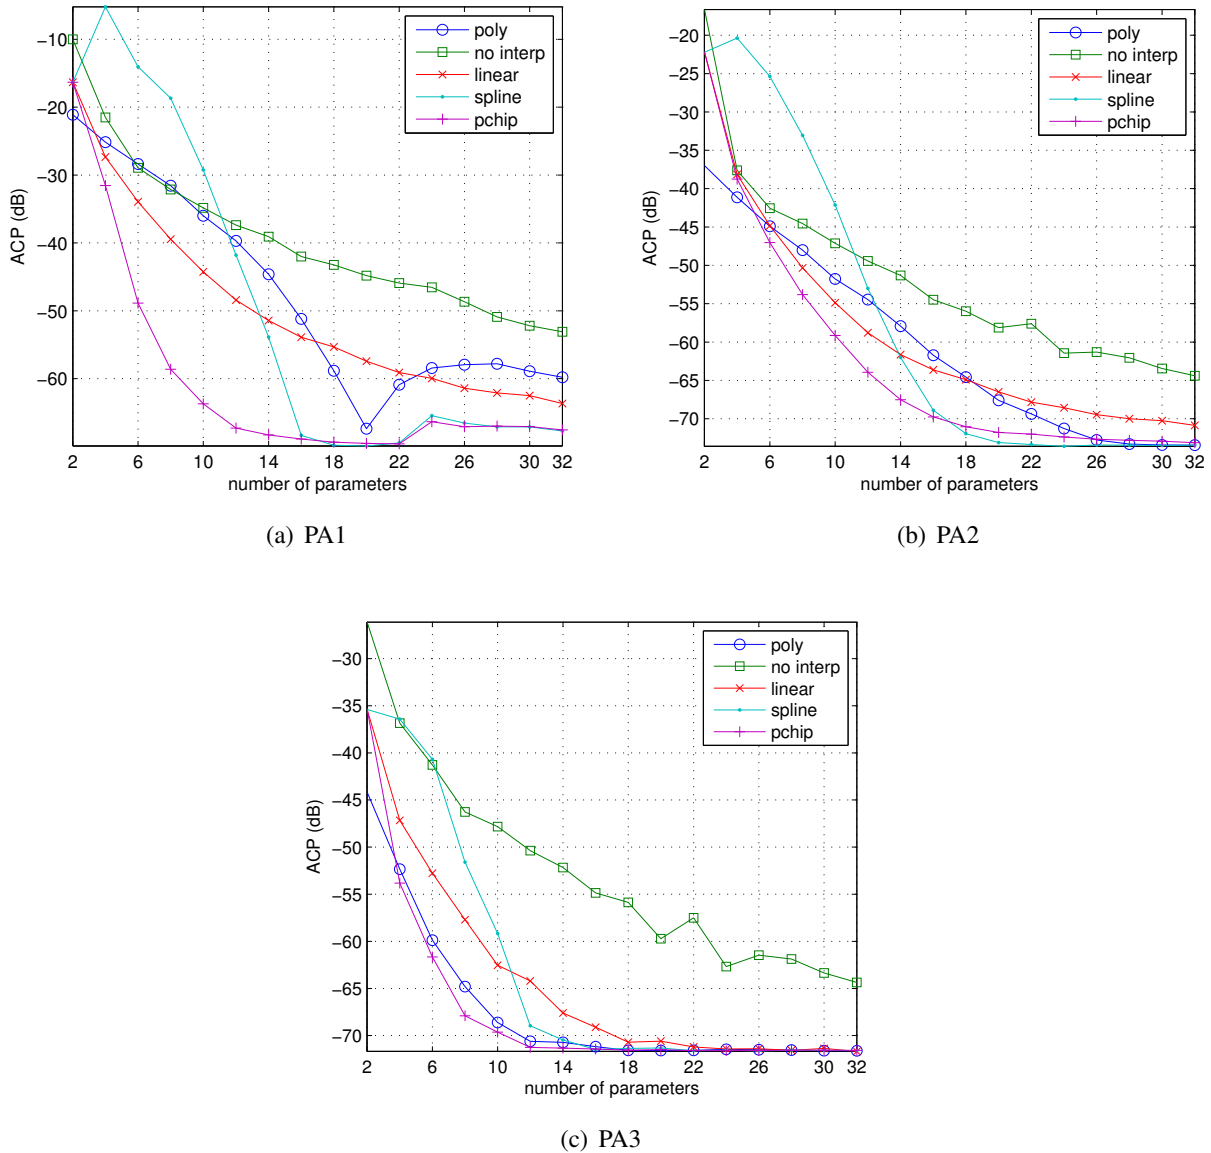 −10
−20
−30
−40
−50
−60
ACP (dB)
2 6 10 14 18 22 26 30 32
number of parameters
poly
no interp
linear
spline
pchip
(a) PA1
−20
−25
−30
−35
−40
−45
−50
−55
−60
−65
−70
ACP (dB)
2 6 10 14 18 22 26 30 32
number of parameters
poly
no interp
linear
spline
pchip
(b) PA2
−30
−35
−40
−45
−50
−55
−60
−65
−70
ACP (dB)
2 6 10 14 18 22 26 30 32
number of parameters
poly
no interp
linear
spline
pchip
(c) PA3